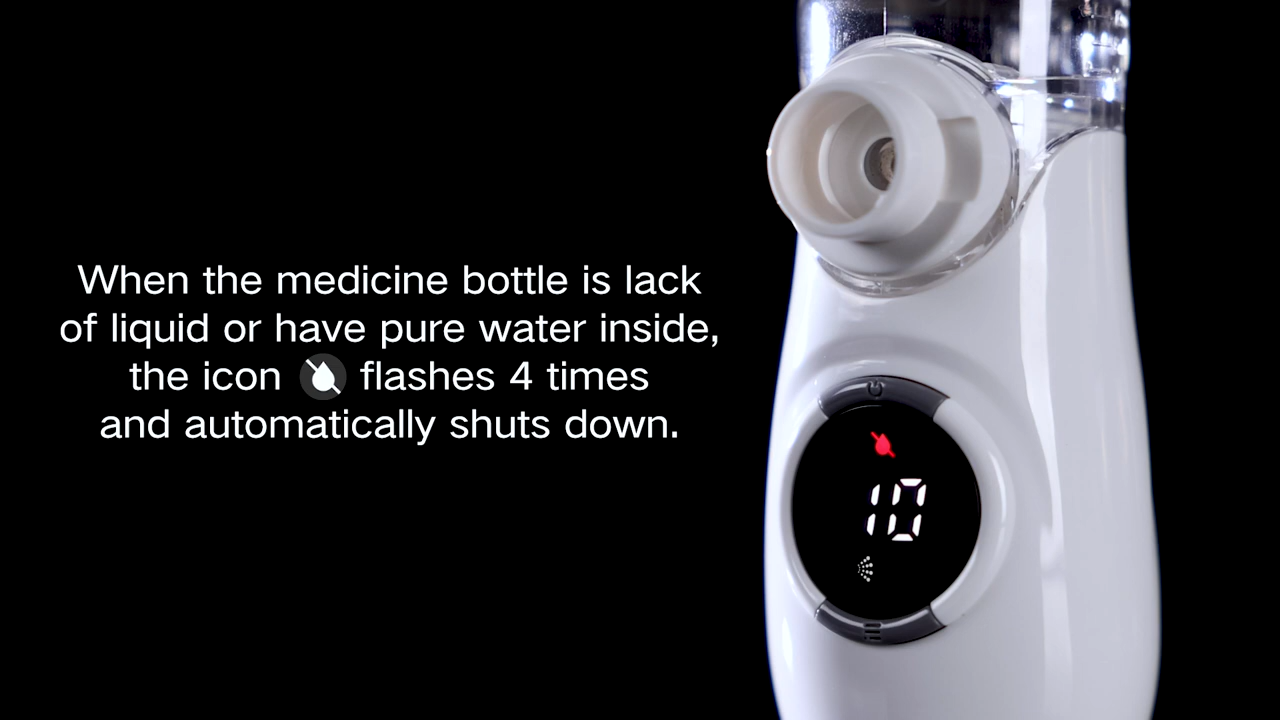 When the medicine bottle is lack
of liquid or have pure water inside,
the icon flashes 4 times
and automatically shuts down.
10